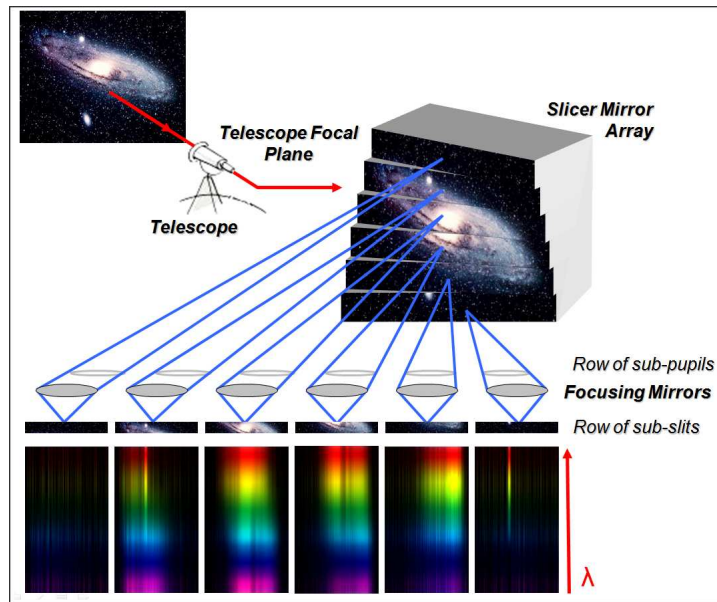 Slicer Mirror
Array
Telescope Focal
Plane
Telescope
Row of sub-pupils
Focusing Mirrors
Row of sub-slits
λ